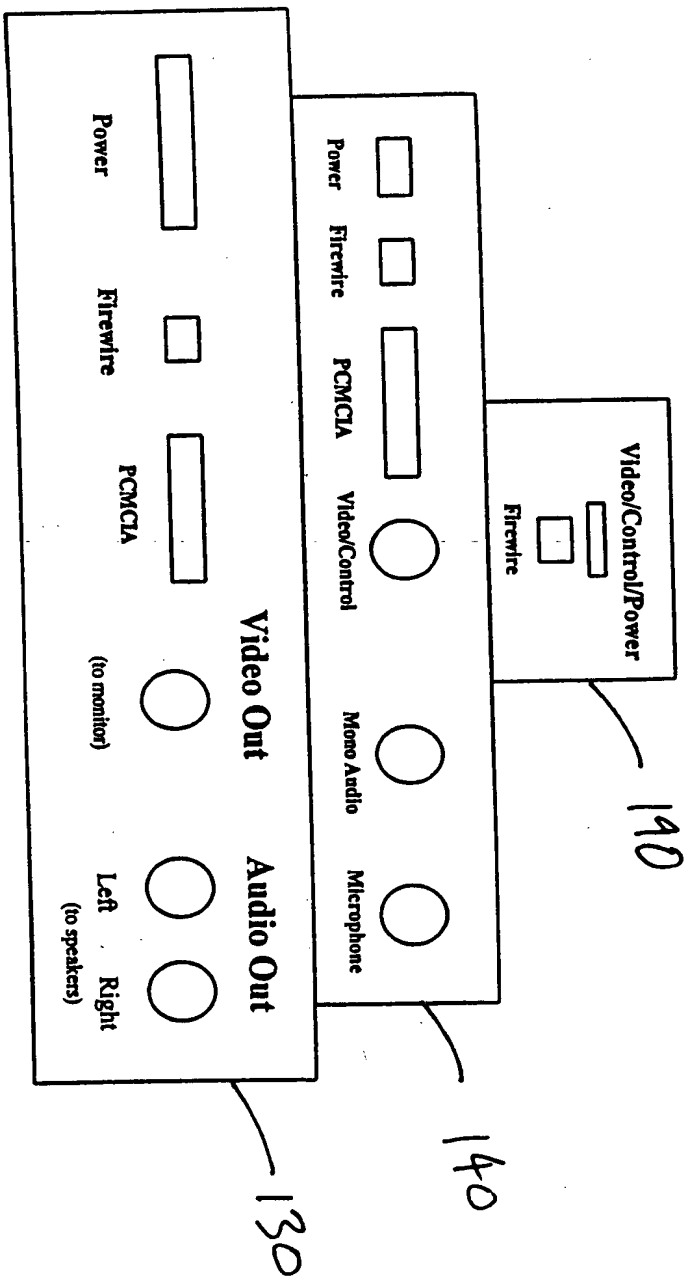 Video/Control/Power
Firewire
190
Power Firewire PCMCIA Video/Control Mono Audio Microphone
140
Video Out Audio Out
Power Firewire PCMCIA (to monitor) Left Right
(to speakers)
130